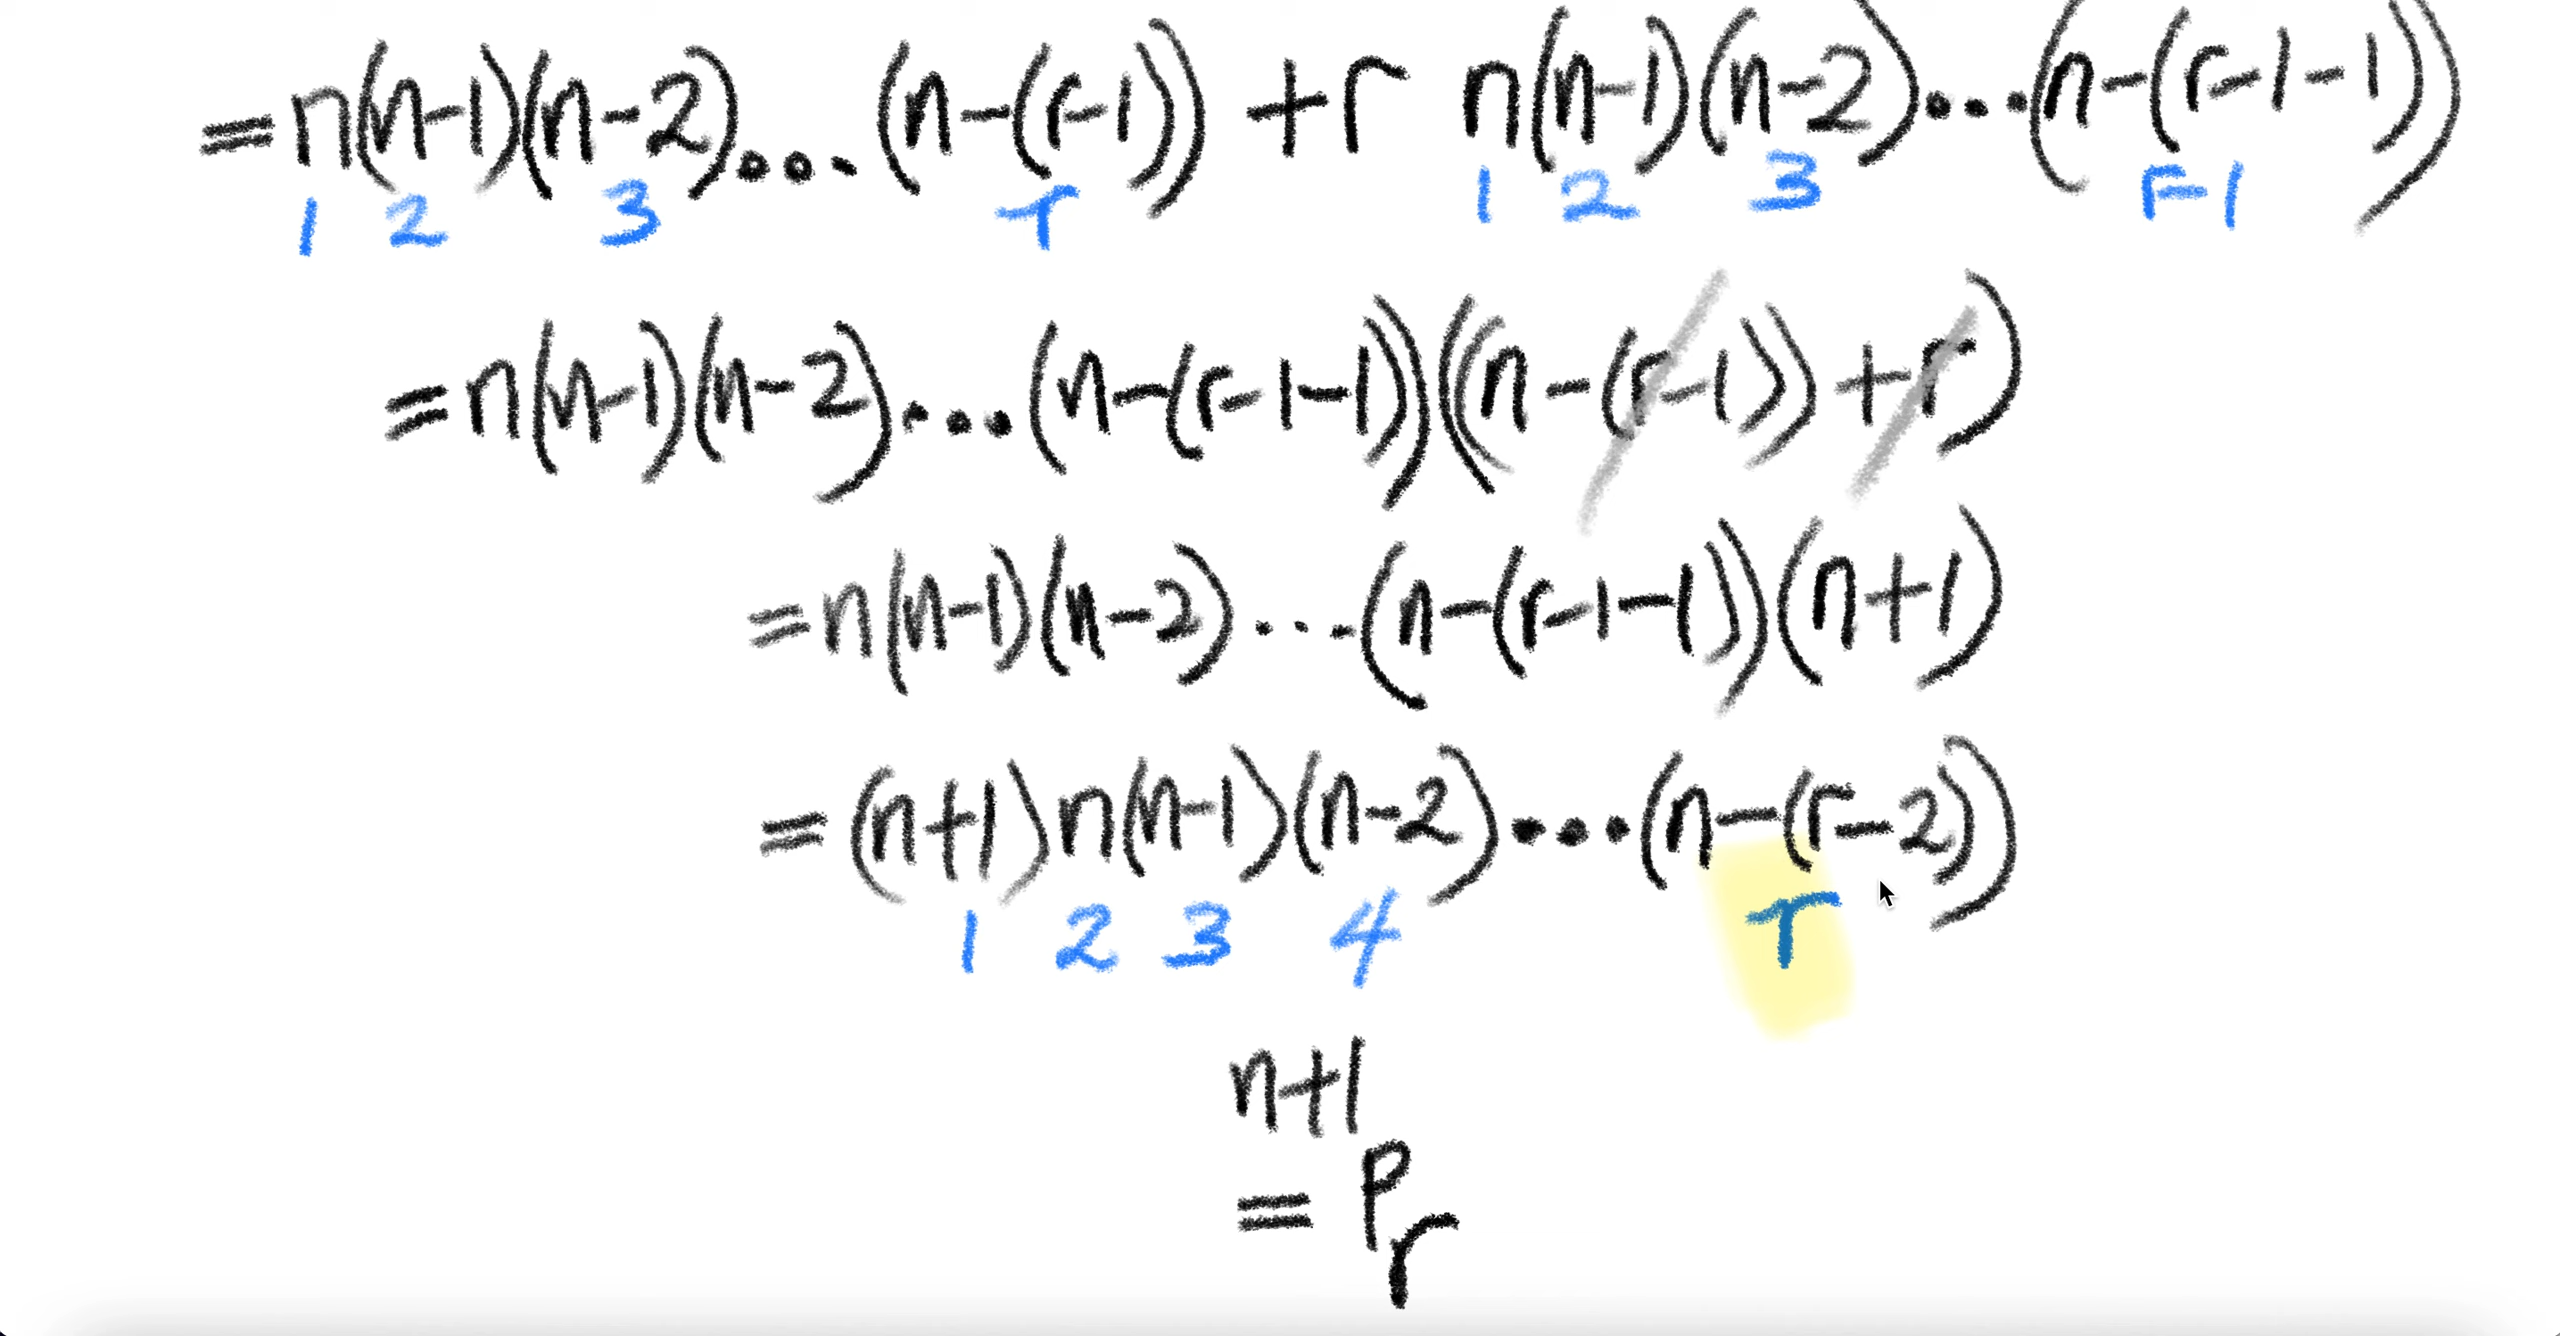 =n(n-1)(n-2)...(n-(r-1))+r n(n-1)(n-2)...(n-(r-1-1))
1 2 3 r 1 2 3 r-1
=n(n-1)(n-2)...(n-(r-1-1))((n-(r-1))+r)
=n(n-1)(n-2)...(n-(r-1-1))(n+1)
=(n+1)n(n-1)(n-2)...(n-(r-2))
1 2 3 4 r
n+1
= P
r